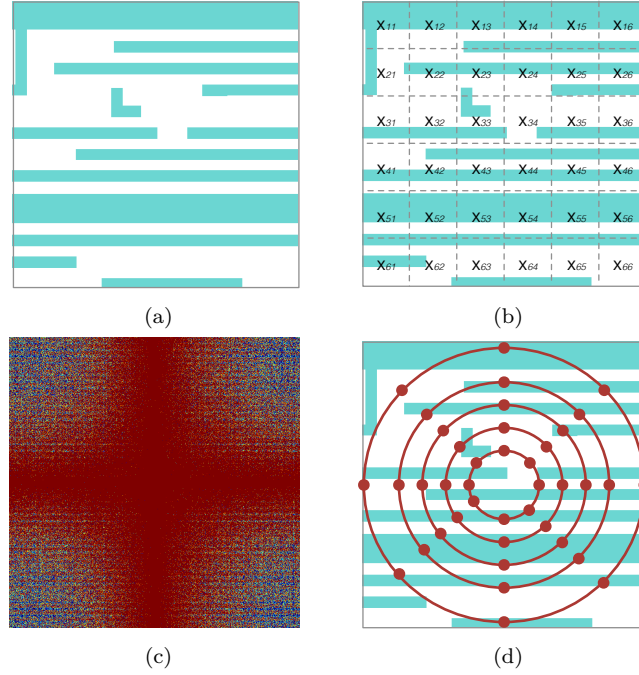 X11 X12 X13 X14 X15 X16
X21 X22 X23 X24 X25 X26
X31 X32 X33 X34 X35 X36
X41 X42 X43 X44 X45 X46
X51 X52 X53 X54 X55 X56
X61 X62 X63 X64 X65 X66
(a) (b)
(c) (d)